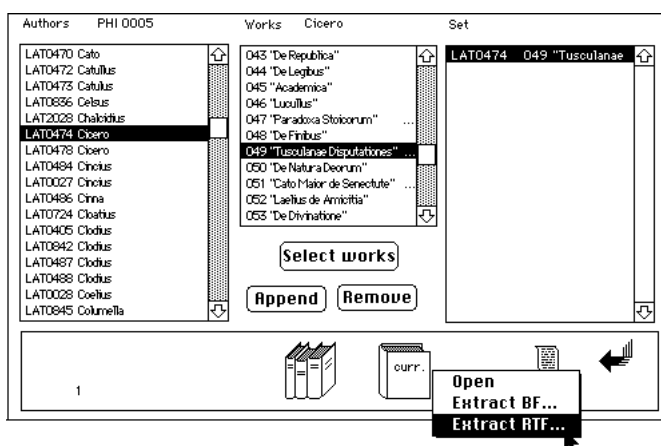 Authors PHI 0005
LAT0470 Cato
LAT0472 Catullus
LAT0473 Catulus
LAT0836 Celsus
LAT2028 Chalcidius
LAT0474 Cicero
LAT0478 Cicero
LAT0484 Cincius
LAT0027 Cincius
LAT0486 Cinna
LAT0724 Cloatius
LAT0405 Clodius
LAT0842 Clodius
LAT0487 Clodius
LAT0488 Clodius
LAT0028 Coelius
LAT0845 Columella
Works Cicero
043 "De Republica"
044 "De Legibus"
045 "Academica"
046 "Lucullus"
047 "Paradoxa Stoicorum" ...
048 "De Finibus"
049 "Tusculanae Disputationes" ...
050 "De Natura Deorum"
051 "Cato Maior de Senectute" ...
052 "Laelius de Amicitia"
053 "De Divinatione"
Select works
Append Remove
Set
LAT0474 049 "Tusculanae
1
curr.
Open
Extract BF...
Extract RTF...